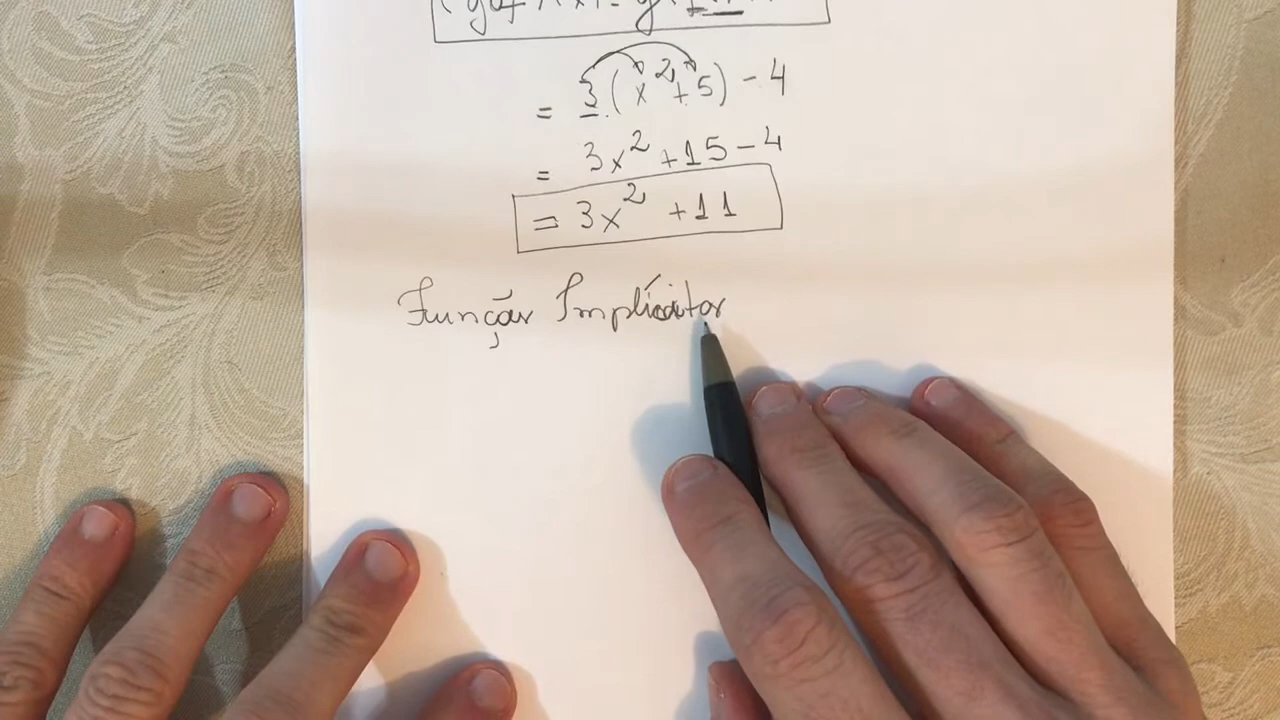 = 3.(x²+5) - 4
= 3x² + 15 - 4
= 3x² + 11
Função Implícita